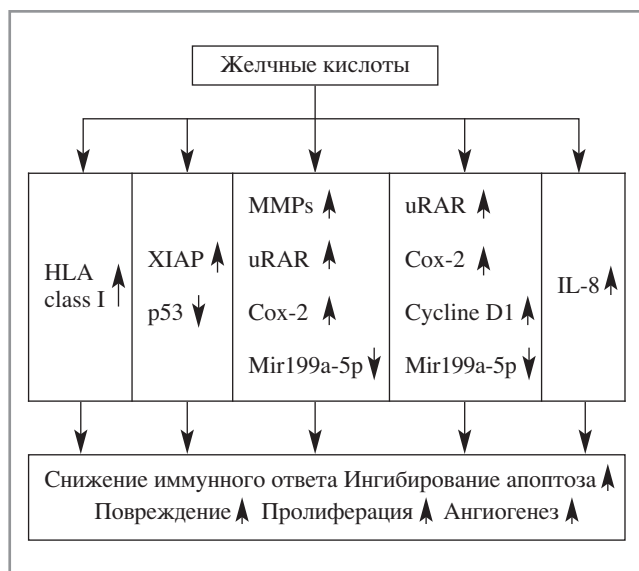 Желчные кислоты
HLA
class I
XIAP
p53
MMPs
uRAR
Cox-2
Mir199a-5p
uRAR
Cox-2
Cycline D1
Mir199a-5p
IL-8
Снижение иммунного ответа Ингибирование апоптоза
Повреждение Пролиферация Ангиогенез